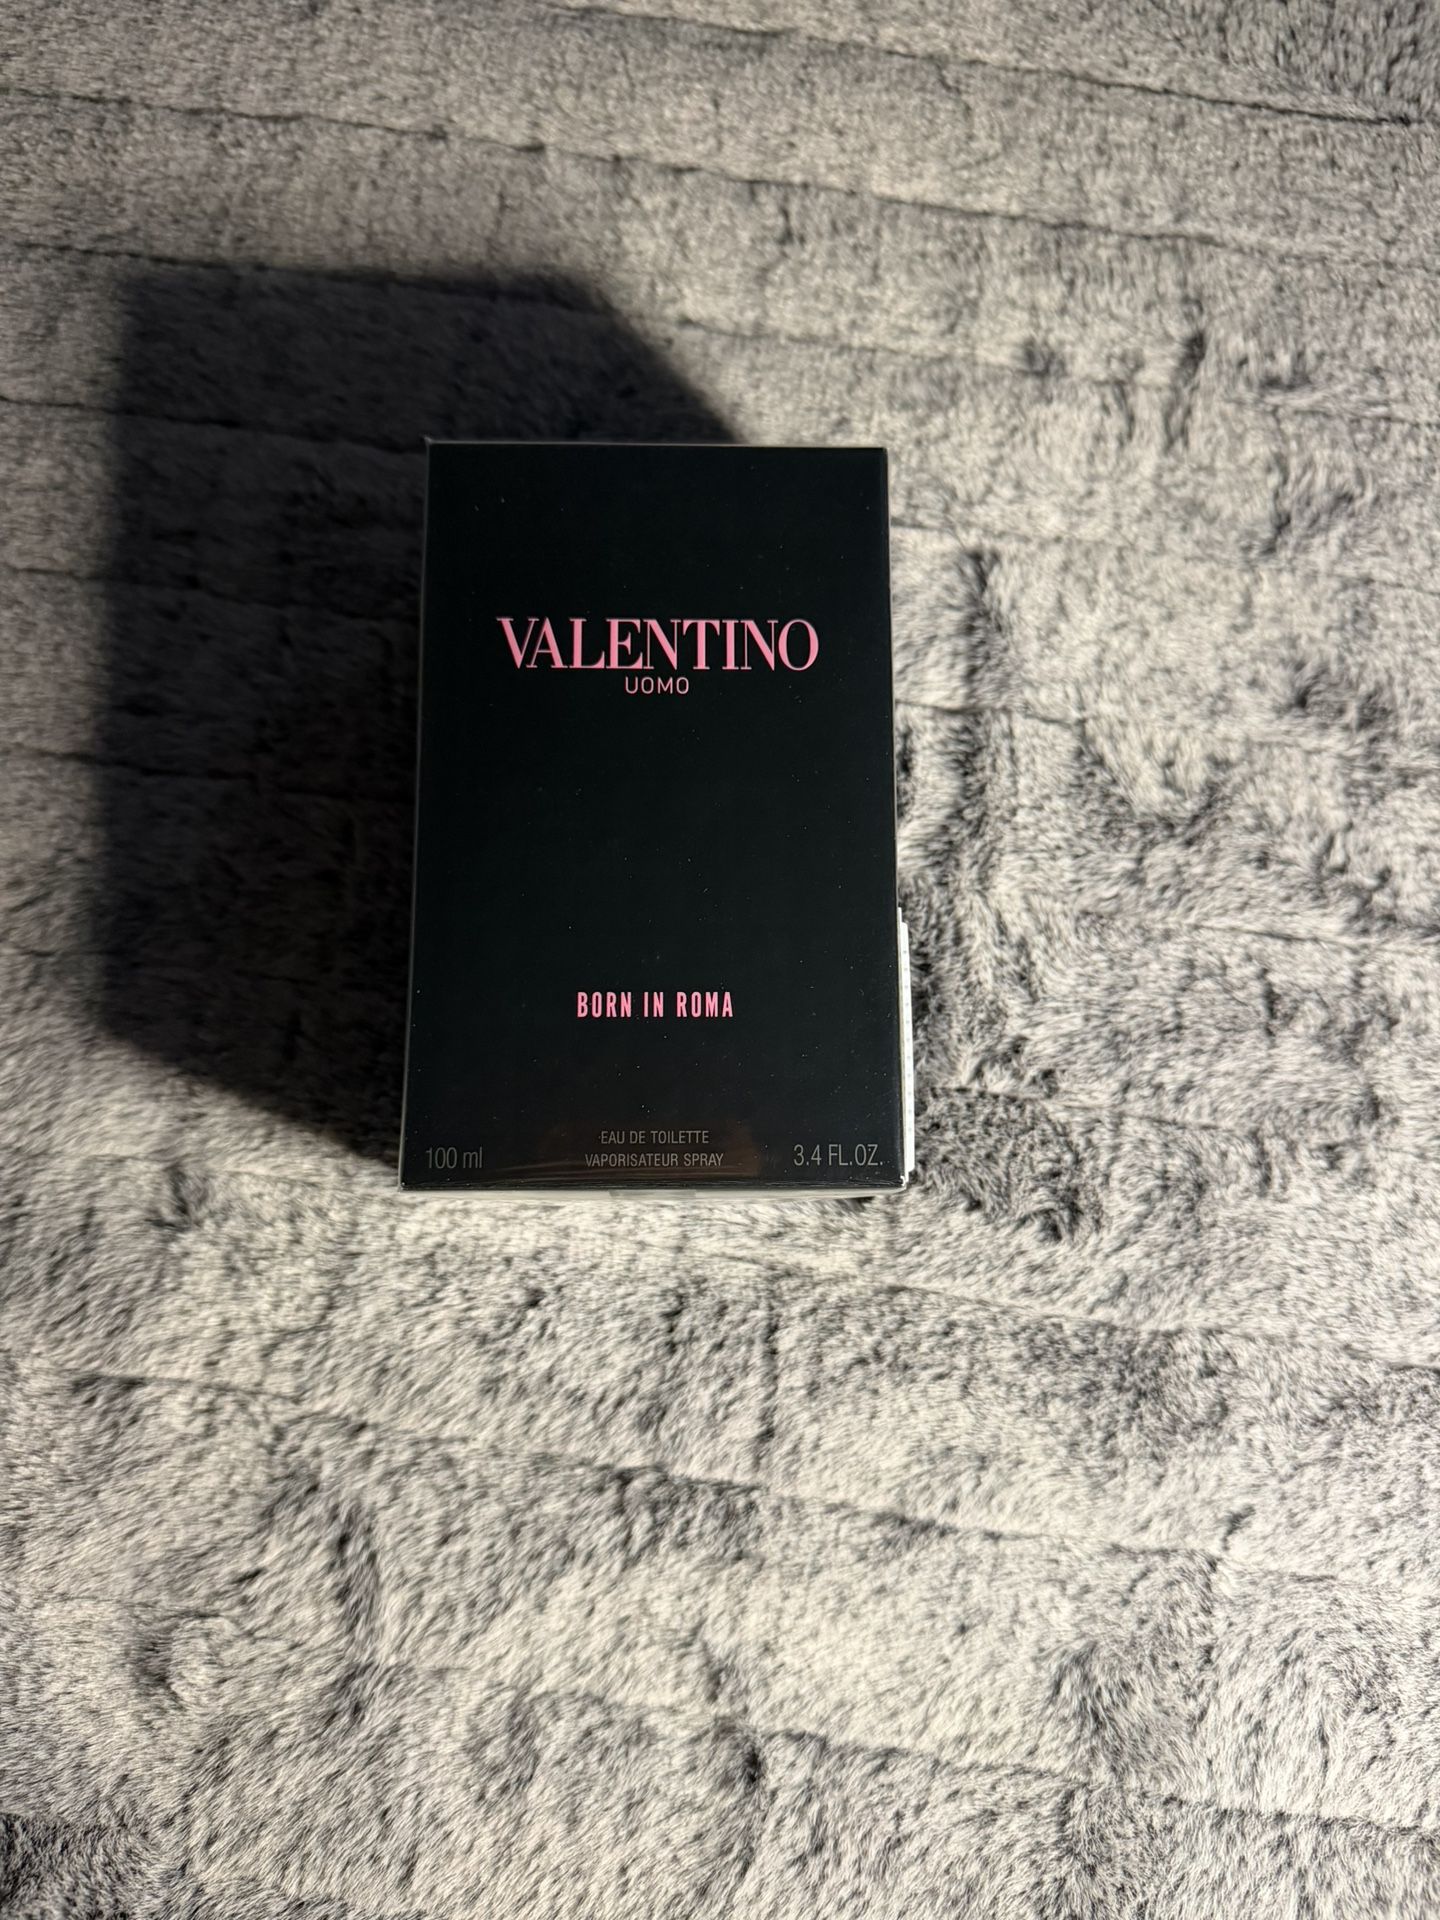 VALENTINO
UOMO
BORN IN ROMA
EAU DE TOILETTE
100 ml VAPORISATEUR SPRAY 3.4 FL.OZ.